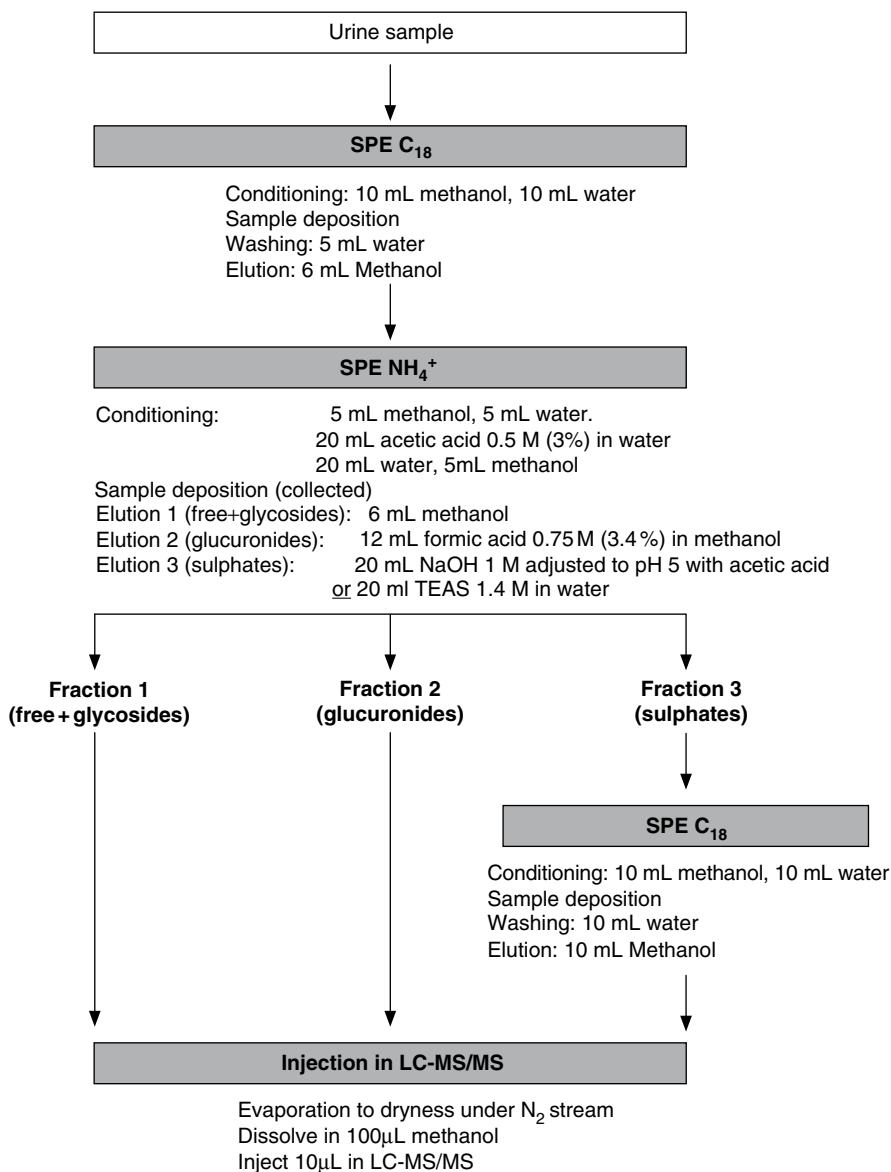 Urine sample
SPE C₁₈
Conditioning: 10 mL methanol, 10 mL water
Sample deposition
Washing: 5 mL water
Elution: 6 mL Methanol
SPE NH₄⁺
Conditioning: 5 mL methanol, 5 mL water.
20 mL acetic acid 0.5 M (3%) in water
20 mL water, 5mL methanol
Sample deposition (collected)
Elution 1 (free+glycosides): 6 mL methanol
Elution 2 (glucuronides): 12 mL formic acid 0.75 M (3.4 %) in methanol
Elution 3 (sulphates): 20 mL NaOH 1 M adjusted to pH 5 with acetic acid
or 20 ml TEAS 1.4 M in water
Fraction 1
(free + glycosides)
Fraction 2
(glucuronides)
Fraction 3
(sulphates)
SPE C₁₈
Conditioning: 10 mL methanol, 10 mL water
Sample deposition
Washing: 10 mL water
Elution: 10 mL Methanol
Injection in LC-MS/MS
Evaporation to dryness under N₂ stream
Dissolve in 100μL methanol
Inject 10μL in LC-MS/MS